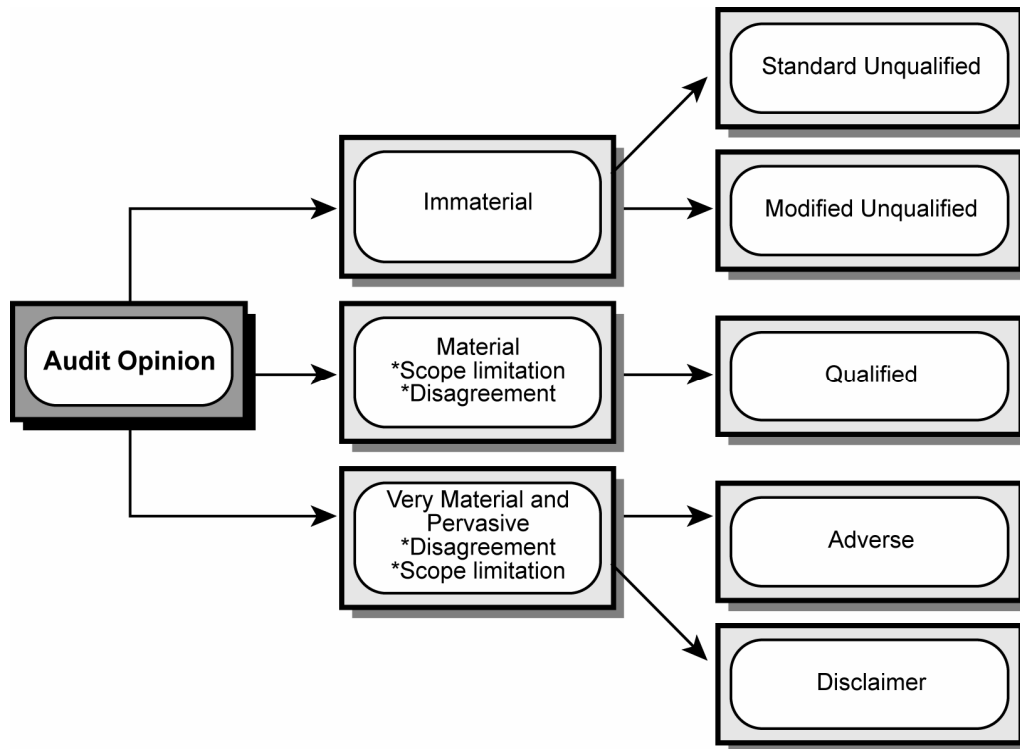 Standard Unqualified
Immaterial
Modified Unqualified
Audit Opinion
Material
*Scope limitation
*Disagreement
Qualified
Very Material and
Pervasive
*Disagreement
*Scope limitation
Adverse
Disclaimer